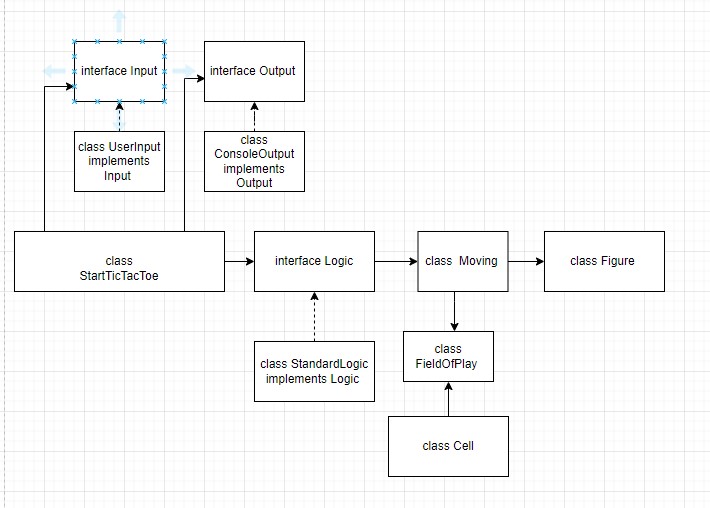 interface Input
interface Output
class UserInput
implements
Input
class
ConsoleOutput
implements
Output
class
StartTicTacToe
interface Logic
class  Moving
class Figure
class StandardLogic
implements Logic
class
FieldOfPlay
class Cell